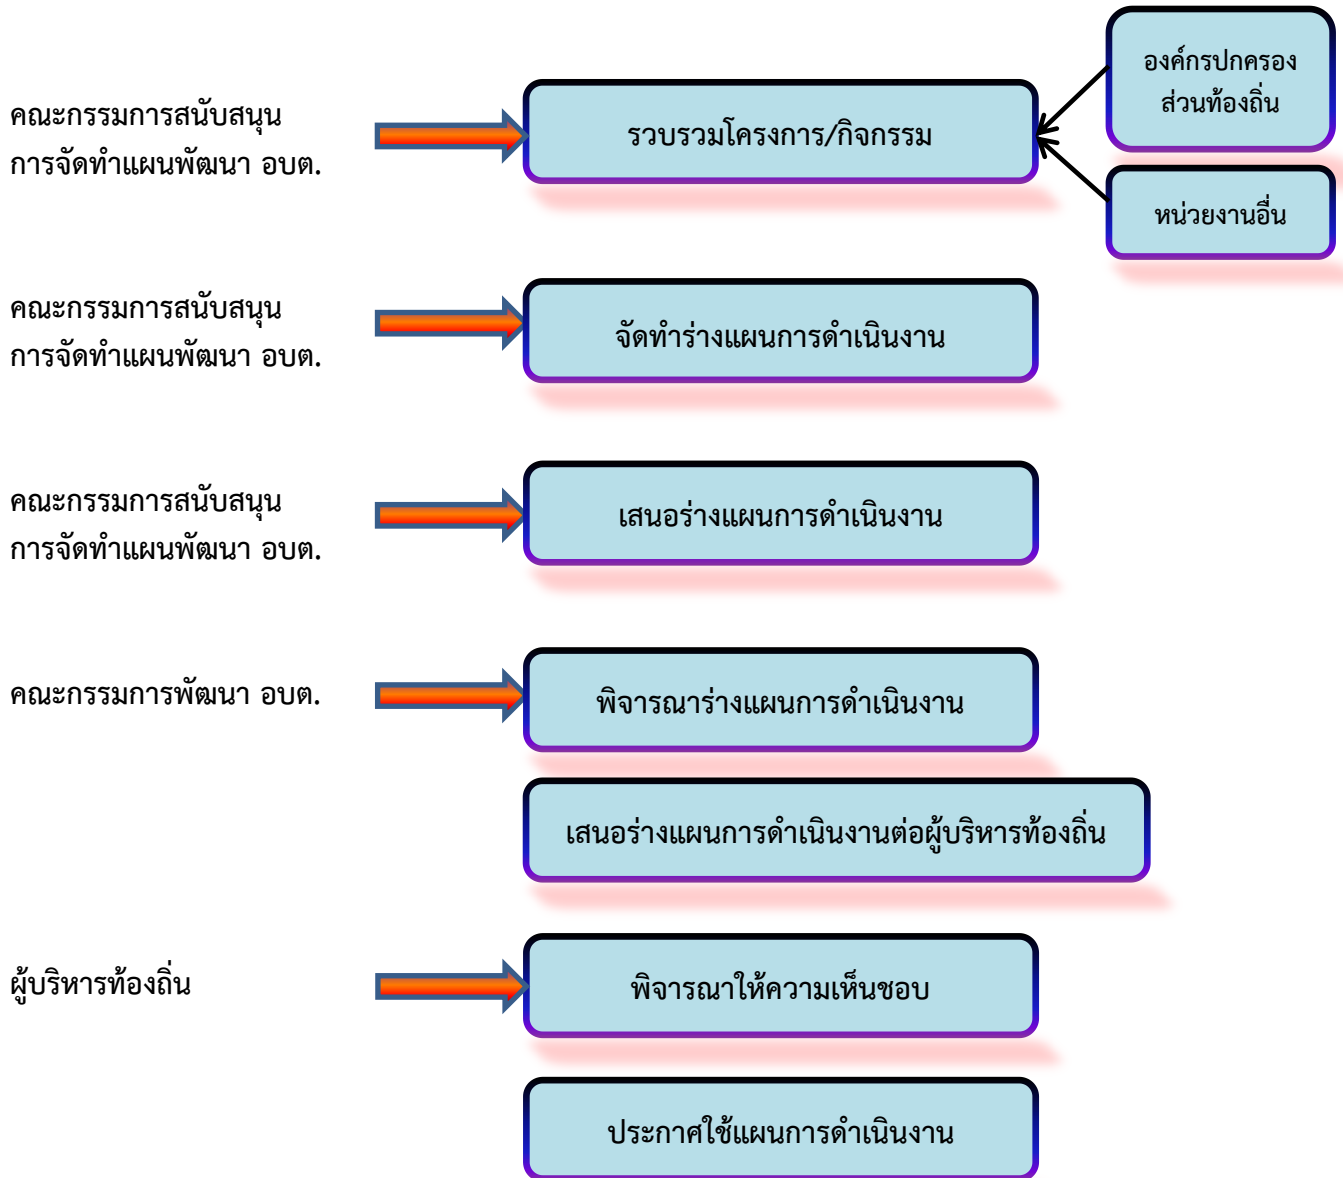 องค์กรปกครอง
ส่วนท้องถิ่น
คณะกรรมการสนับสนุน
การจัดทำแผนพัฒนา อบต.
รวบรวมโครงการ/กิจกรรม
หน่วยงานอื่น
คณะกรรมการสนับสนุน
การจัดทำแผนพัฒนา อบต.
จัดทำร่างแผนการดำเนินงาน
คณะกรรมการสนับสนุน
การจัดทำแผนพัฒนา อบต.
เสนอร่างแผนการดำเนินงาน
คณะกรรมการพัฒนา อบต.
พิจารณาร่างแผนการดำเนินงาน
เสนอร่างแผนการดำเนินงานต่อผู้บริหารท้องถิ่น
ผู้บริหารท้องถิ่น
พิจารณาให้ความเห็นชอบ
ประกาศใช้แผนการดำเนินงาน